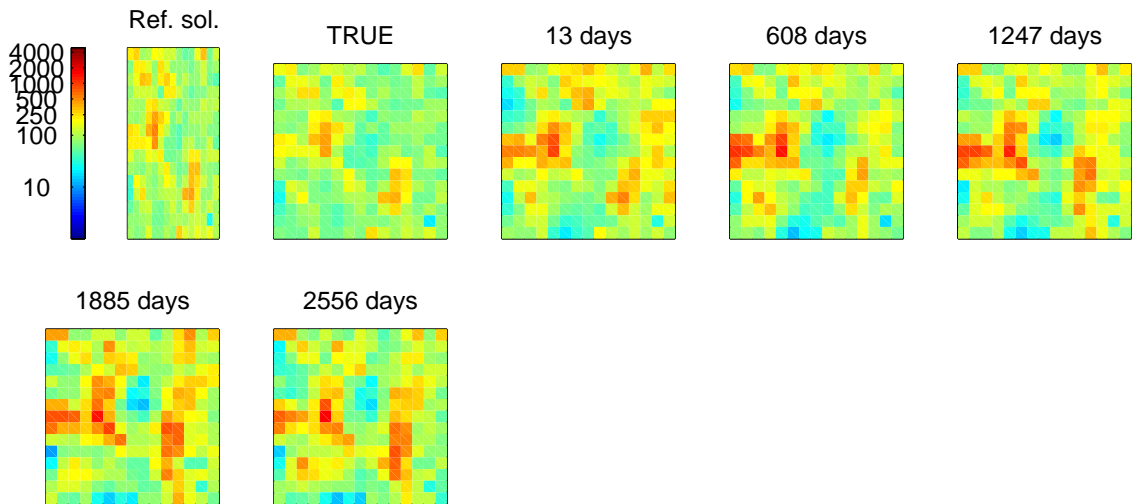 Ref. sol.
TRUE
13 days
608 days
1247 days
4000
2000
1000
500
250
100
10
1885 days
2556 days